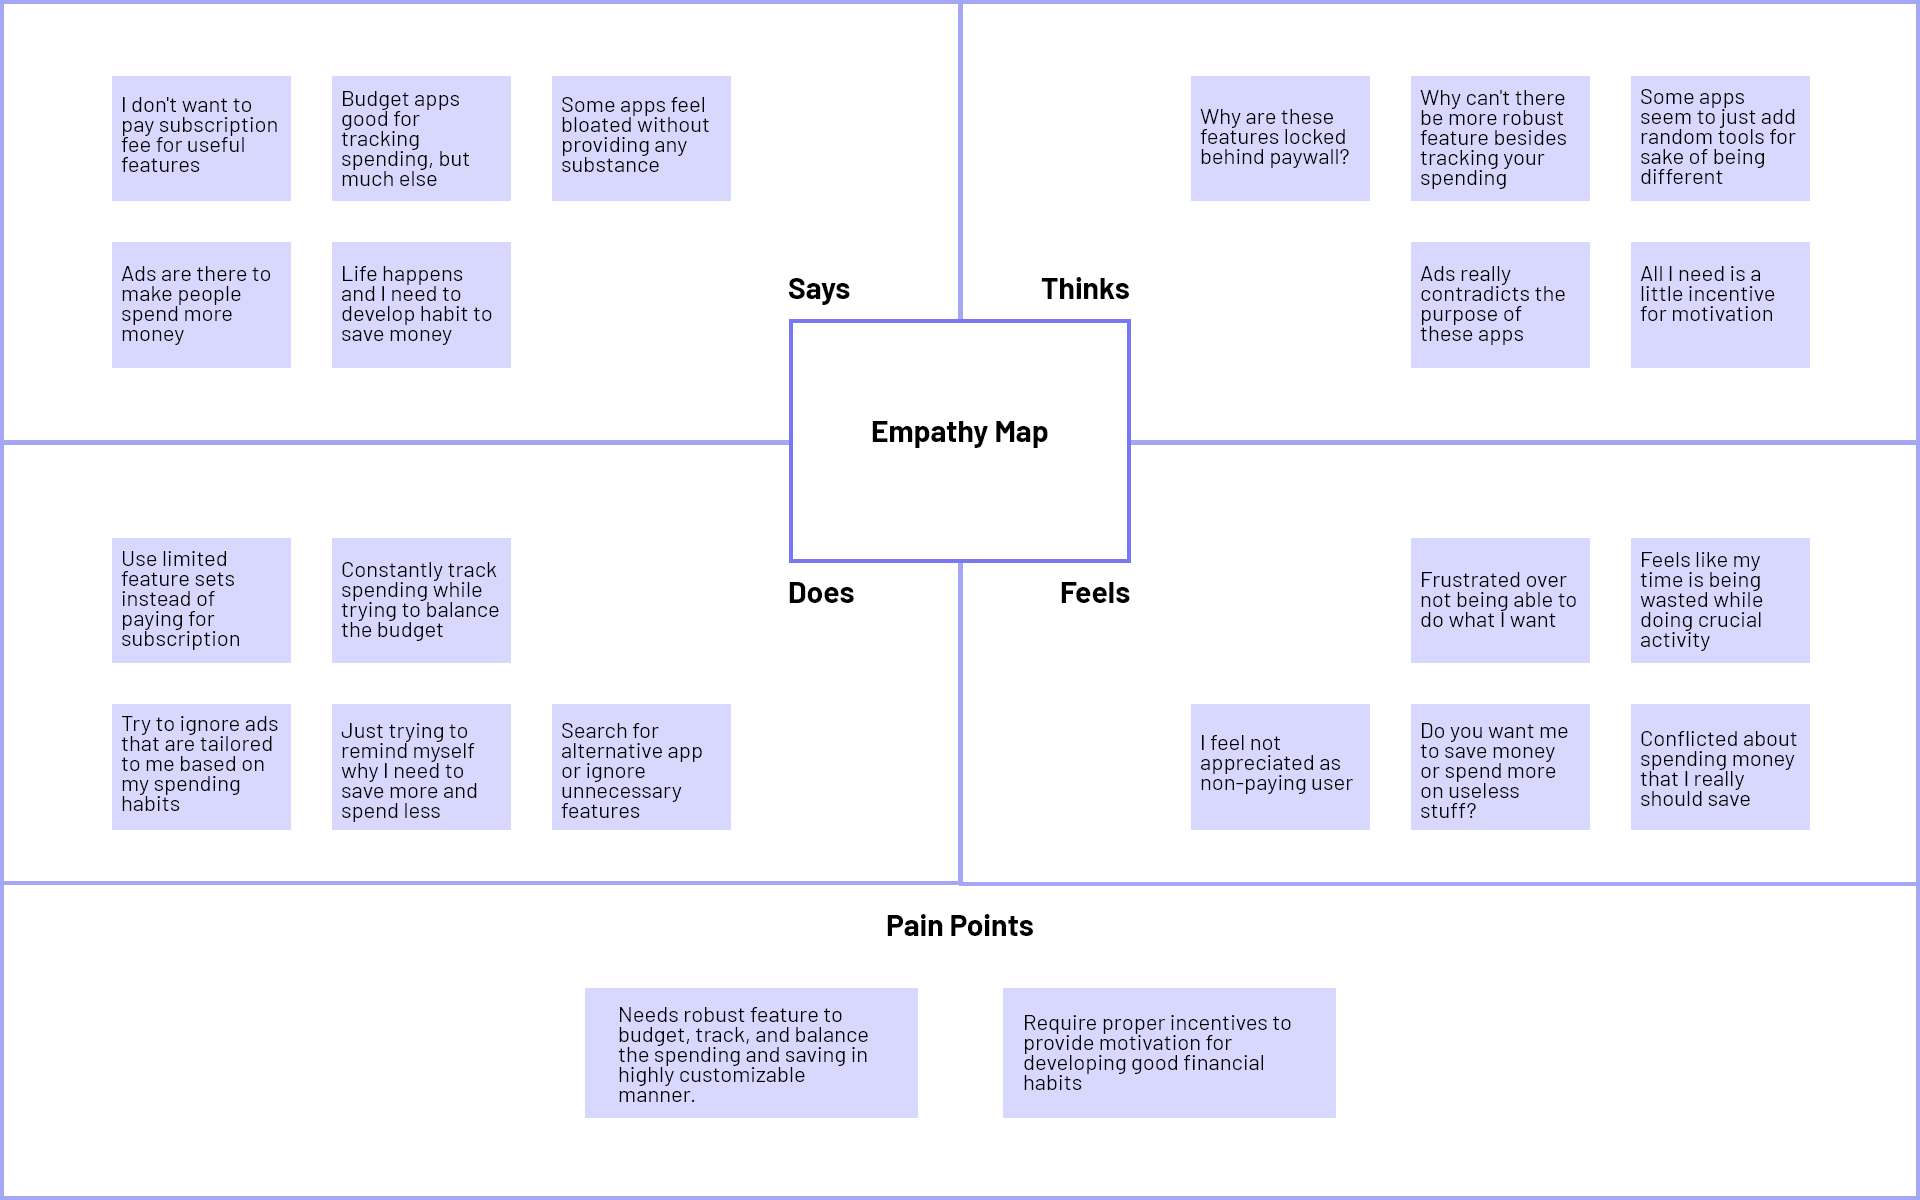 I don't want to
pay subscription
fee for useful
features
Budget apps
good for
tracking
spending, but
much else
Some apps feel
bloated without
providing any
substance
Ads are there to
make people
spend more
money
Life happens
and I need to
develop habit to
save money
Says
Why are these
features locked
behind paywall?
Why can't there
be more robust
feature besides
tracking your
spending
Some apps
seem to just add
random tools for
sake of being
different
Ads really
contradicts the
purpose of
these apps
All I need is a
little incentive
for motivation
Thinks
Empathy Map
Does
Use limited
feature sets
instead of
paying for
subscription
Constantly track
spending while
trying to balance
the budget
Try to ignore ads
that are tailored
to me based on
my spending
habits
Just trying to
remind myself
why I need to
save more and
spend less
Search for
alternative app
or ignore
unnecessary
features
Feels
Frustrated over
not being able to
do what I want
Feels like my
time is being
wasted while
doing crucial
activity
I feel not
appreciated as
non-paying user
Do you want me
to save money
or spend more
on useless
stuff?
Conflicted about
spending money
that I really
should save
Pain Points
Needs robust feature to
budget, track, and balance
the spending and saving in
highly customizable
manner.
Require proper incentives to
provide motivation for
developing good financial
habits